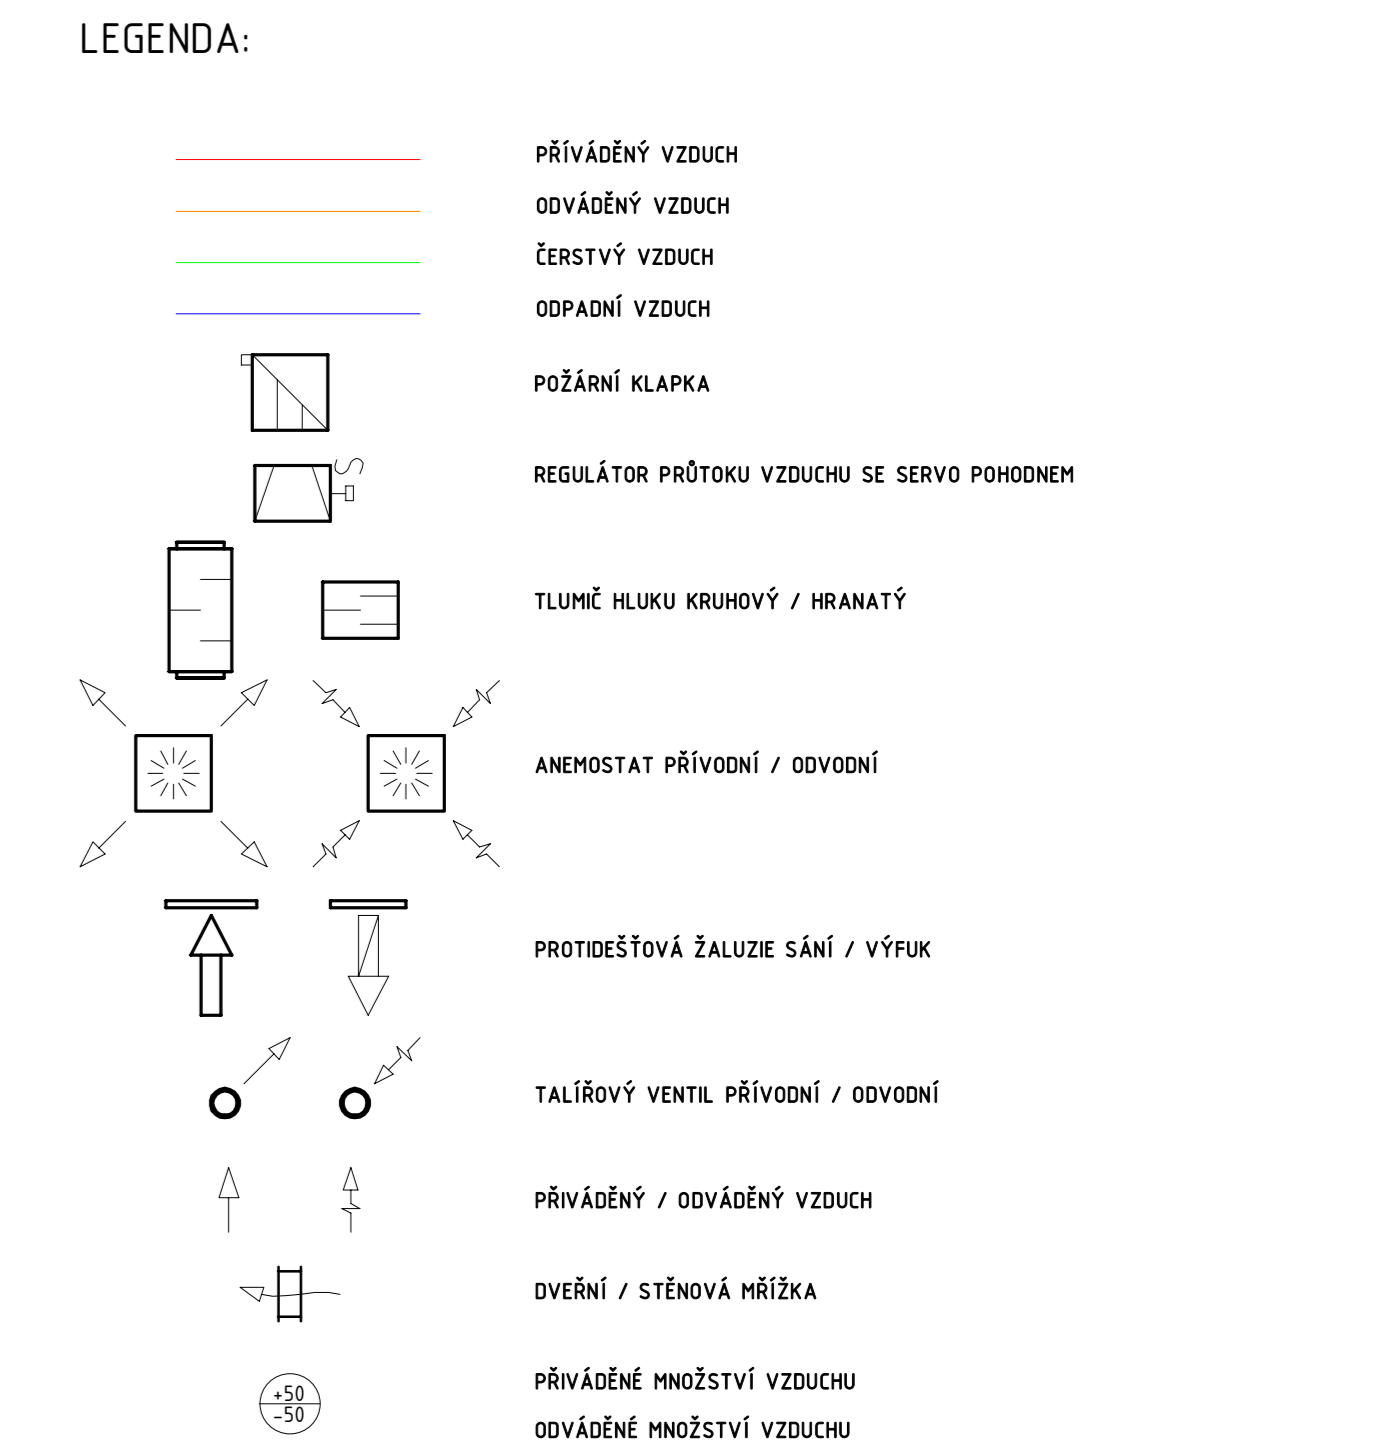 LEGENDA:
PŘÍVÁDĚNÝ VZDUCH
ODVÁDĚNÝ VZDUCH
ČERSTVÝ VZDUCH
ODPADNÍ VZDUCH
POŽÁRNÍ KLAPKA
S
REGULÁTOR PRŮTOKU VZDUCHU SE SERVO POHODNEM
TLUMIČ HLUKU KRUHOVÝ / HRANATÝ
ANEMOSTAT PŘÍVODNÍ / ODVODNÍ
PROTIDEŠŤOVÁ ŽALUZIE SÁNÍ / VÝFUK
TALÍŘOVÝ VENTIL PŘÍVODNÍ / ODVODNÍ
PŘIVÁDĚNÝ / ODVÁDĚNÝ VZDUCH
DVEŘNÍ / STĚNOVÁ MŘÍŽKA
+50
-50
PŘIVÁDĚNÉ MNOŽSTVÍ VZDUCHU
ODVÁDĚNÉ MNOŽSTVÍ VZDUCHU